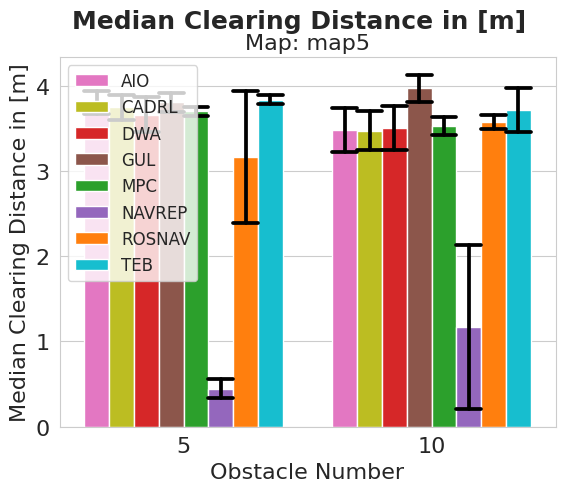 Median Clearing Distance in [m]
Map: map5
Median Clearing Distance in [m]
4
3
2
1
0
AIO
CADRL
DWA
GUL
MPC
NAVREP
ROSNAV
TEB
5
10
Obstacle Number